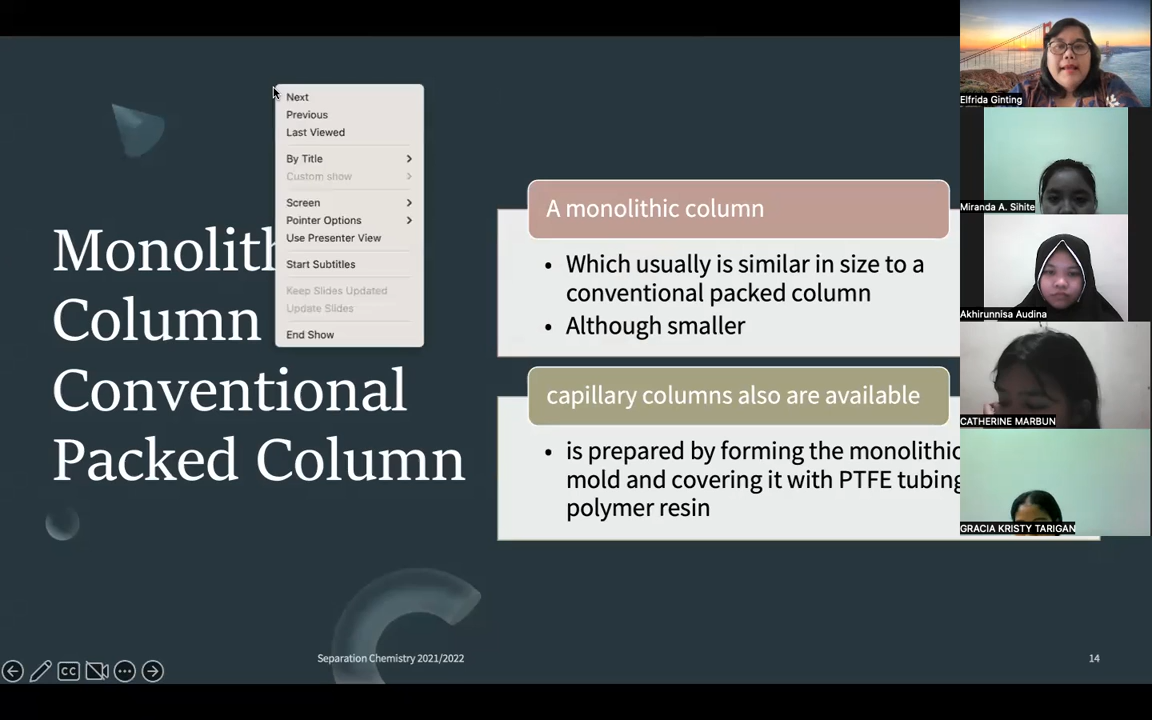 Next
Previous
Last Viewed
By Title
Custom show
Screen
Pointer Options
Use Presenter View
Start Subtitles
Keep Slides Updated
Update Slides
End Show
Monolith
Column
Conventional
Packed Column
A monolithic column
• Which usually is similar in size to a
conventional packed column
• Although smaller
capillary columns also are available
• is prepared by forming the monolithic
mold and covering it with PTFE tubing
polymer resin
CC
Separation Chemistry 2021/2022
14
Elfrida Ginting
Miranda A. Sihite
Akhirunnisa Audina
CATHERINE MARBUN
GRACIA KRISTY TARIGAN